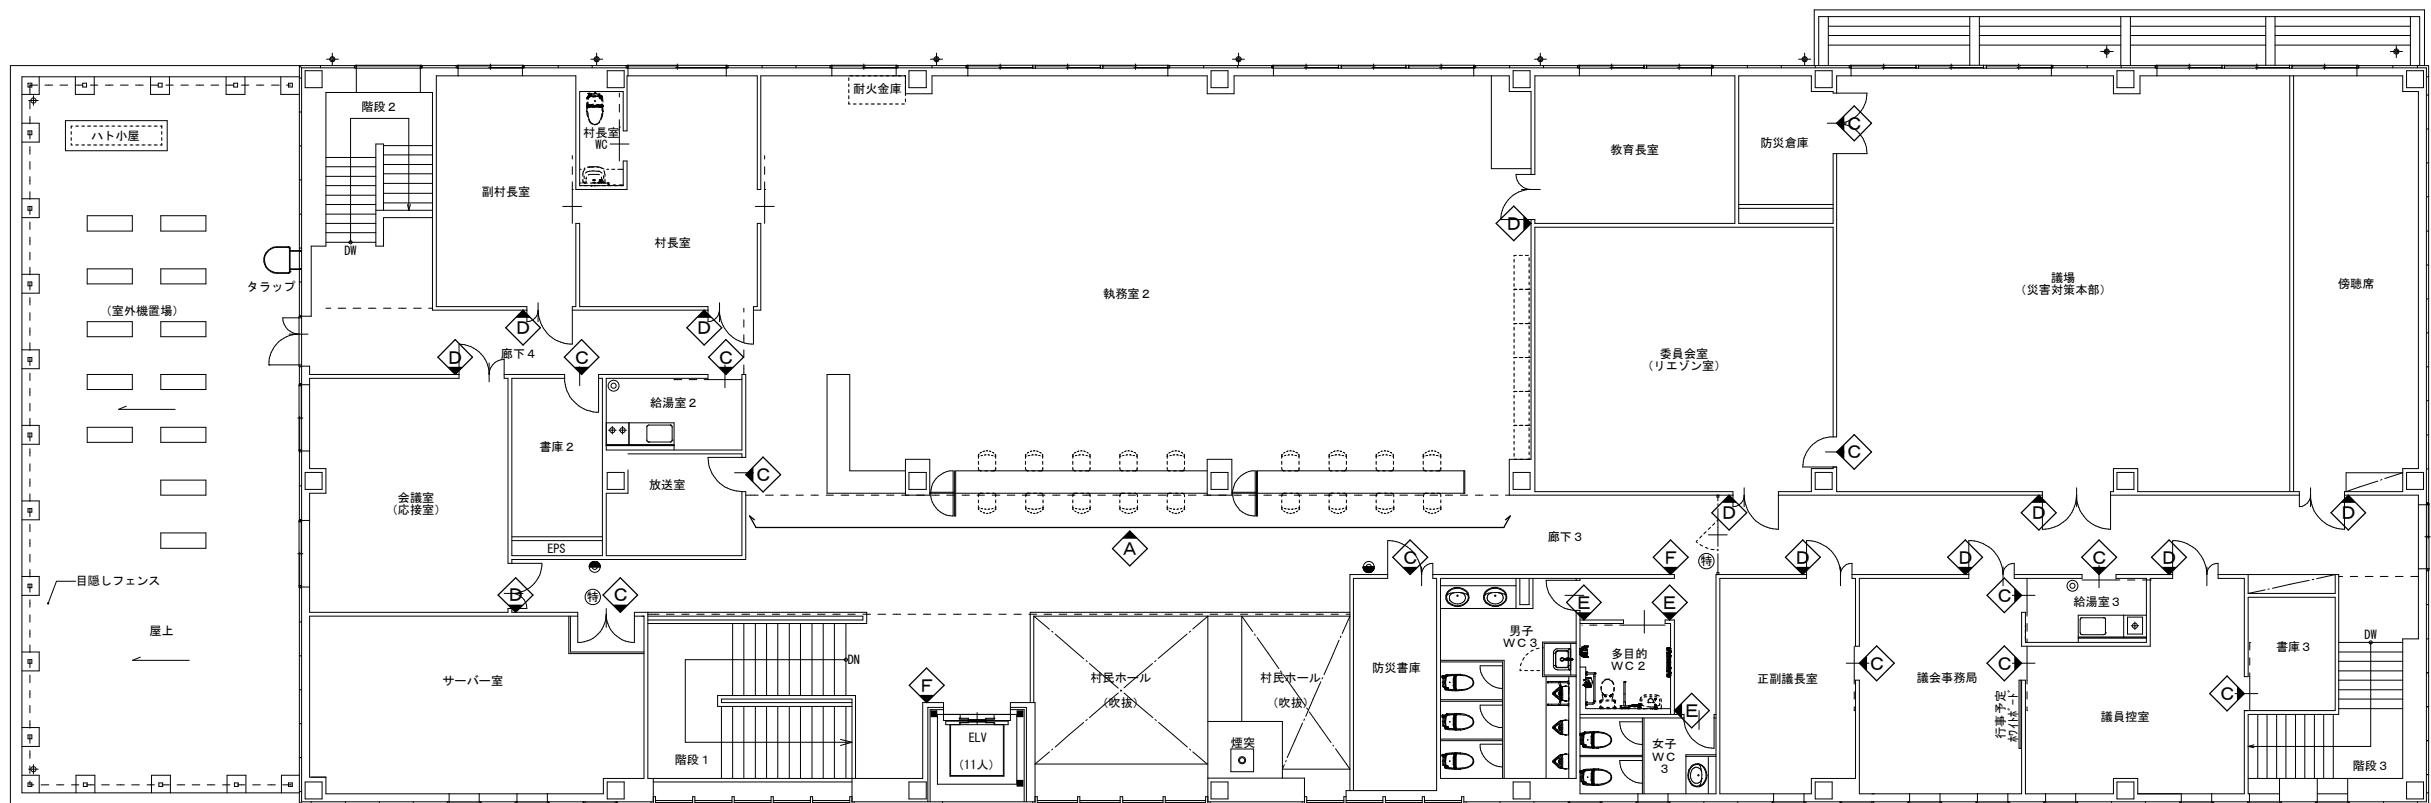 ハト小屋
(室外機置場)
タラップ
目隠しフェンス
屋上
階段2
DW
副村長室
村長室
WC
村長室
耐火金庫
執務室2
教育長室
防災倉庫
C
D
議場
(災害対策本部)
傍聴席
委員会室
(リエゾン室)
C
D
D
廊下4
D
C
C
会議室
(応接室)
書庫2
EPS
給湯室2
放送室
C
A
廊下3
D
D
D
特
D
特
C
C
F
D
D
C
D
サーバー室
階段1
DN
F
ELV
(11人)
村民ホール
(吹抜)
村民ホール
(吹抜)
煙突
防災書庫
男子
WC3
E
E
多目的
WC2
E
女子
WC
3
正副議長室
C
議会事務局
C
C
行事予定
ホワイトボード
給湯室3
議員控室
C
書庫3
DW
階段3